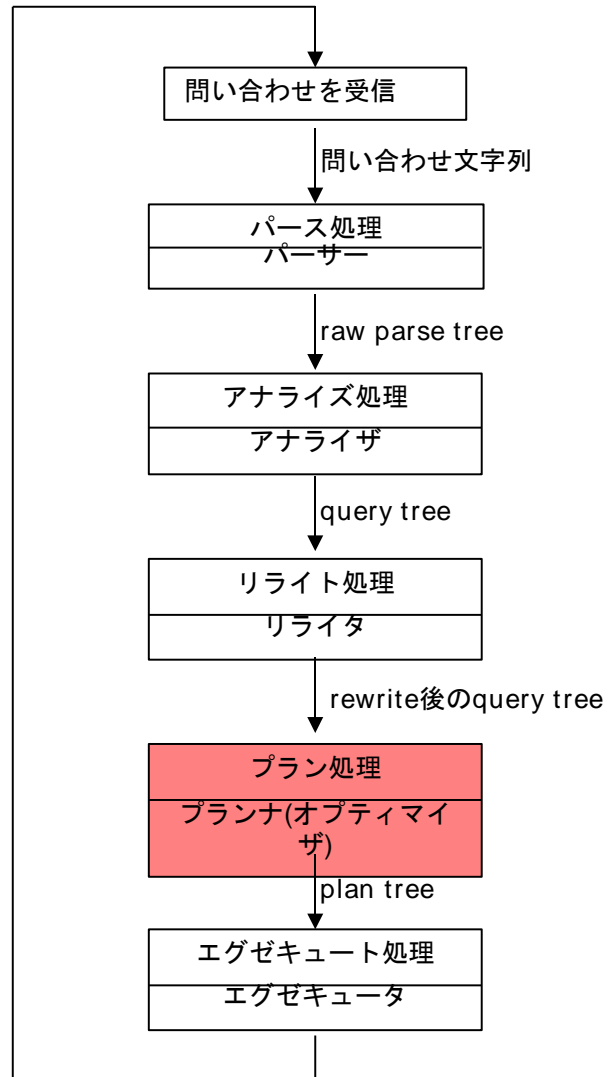 問い合わせを受信
問い合わせ文字列
パース処理
パーサー
raw parse tree
アナライズ処理
アナライザ
query tree
リライト処理
リライタ
rewrite後のquery tree
プラン処理
プランナ(オプティマイ
ザ)
plan tree
エグゼキュート処理
エグゼキュータ